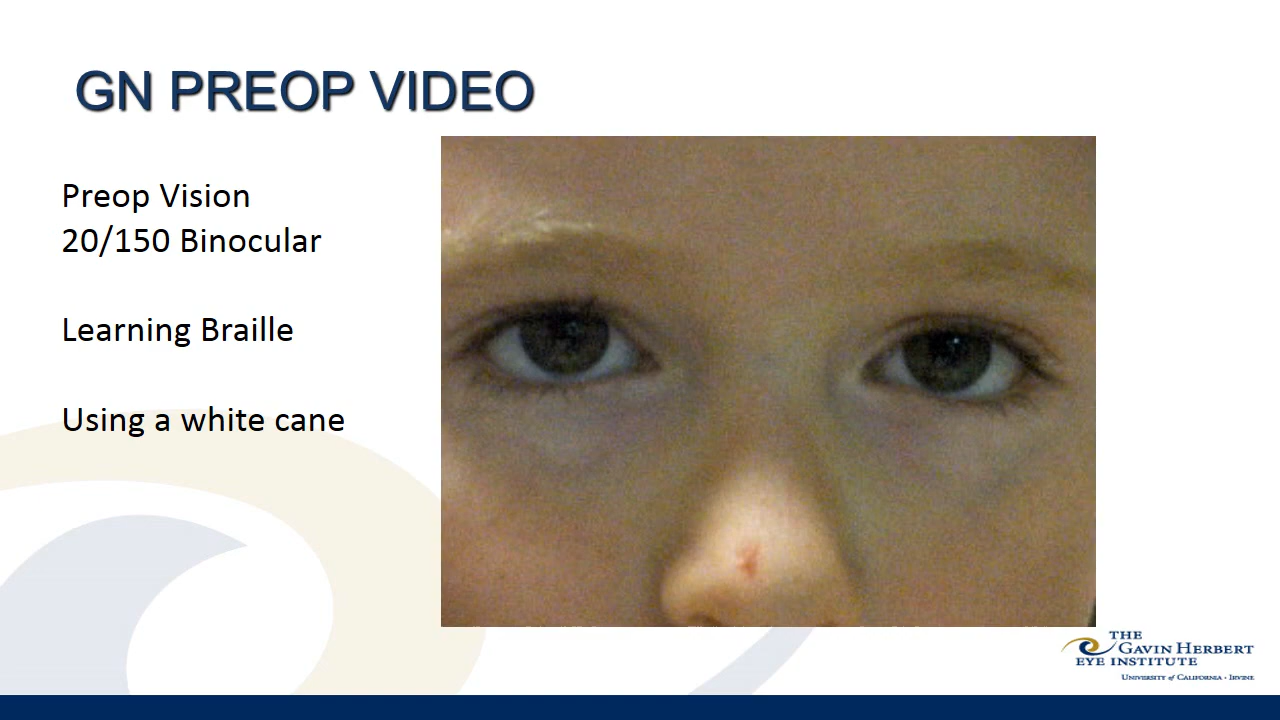 GN PREOP VIDEO
Preop Vision
20/150 Binocular
Learning Braille
Using a white cane
THE
GAVIN HERBERT
EYE INSTITUTE
UNIVERSITY of CALIFORNIA • IRVINE